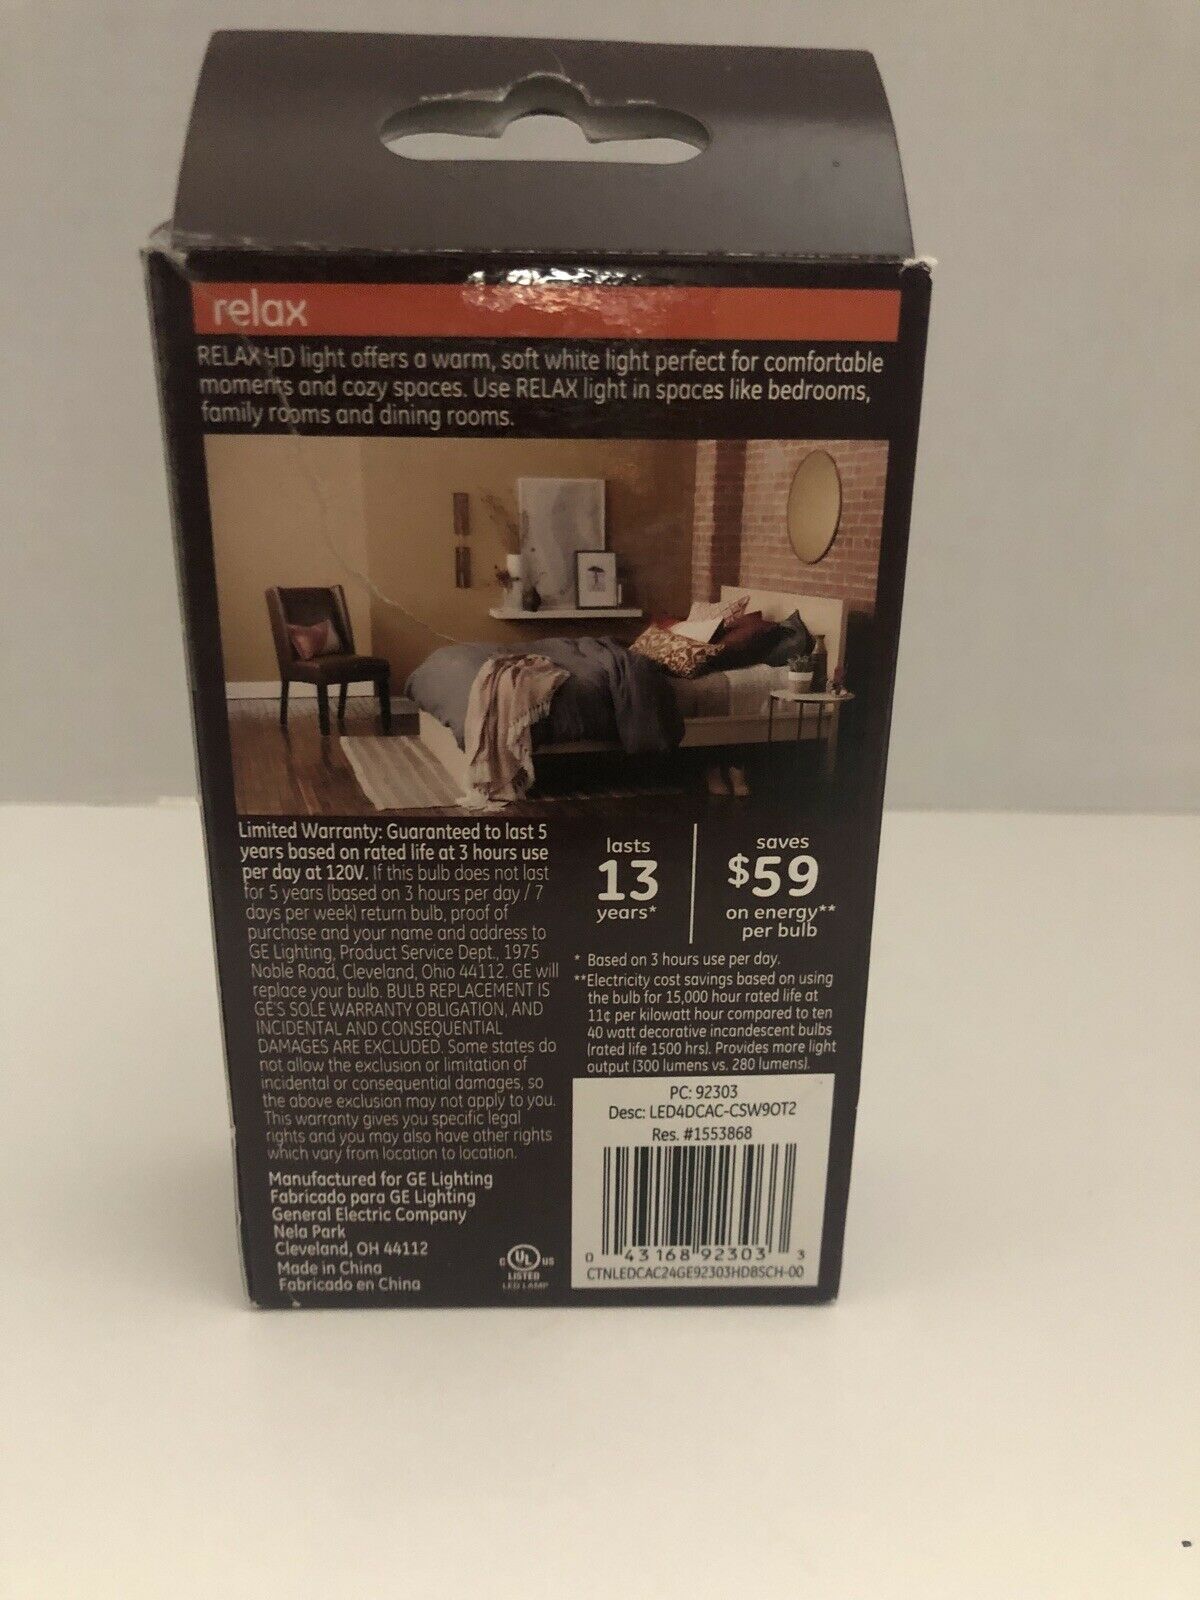 relax
RELAX HD light offers a warm, soft white light perfect for comfortable
moments and cozy spaces. Use RELAX light in spaces like bedrooms,
family rooms and dining rooms.
Limited Warranty: Guaranteed to last 5
years based on rated life at 3 hours use
per day at 120V. If this bulb does not last
for 5 years (based on 3 hours per day / 7
days per week) return bulb, proof of
purchase and your name and address to
GE Lighting, Product Service Dept., 1975
Noble Road, Cleveland, Ohio 44112. GE will
replace your bulb. BULB REPLACEMENT IS
GE'S SOLE WARRANTY OBLIGATION, AND
INCIDENTAL AND CONSEQUENTIAL
DAMAGES ARE EXCLUDED. Some states do
not allow the exclusion or limitation of
incidental or consequential damages, so
the above exclusion may not apply to you.
This warranty gives you specific legal
rights and you may also have other rights
which vary from location to location.
Manufactured for GE Lighting
Fabricado para GE Lighting
General Electric Company
Nela Park
Cleveland, OH 44112
Made in China
Fabricado en China
C UL US
LISTED
LED LAMP
lasts
13
years*
saves
$59
on energy**
per bulb
* Based on 3 hours use per day.
**Electricity cost savings based on using
the bulb for 15,000 hour rated life at
11¢ per kilowatt hour compared to ten
40 watt decorative incandescent bulbs
(rated life 1500 hrs). Provides more light
output (300 lumens vs. 280 lumens).
PC: 92303
Desc: LED4DCAC-CSW9OT2
Res. #1553868
0 43168 92303 3
CTNLEDCAC24GE92303HDBSCH-00